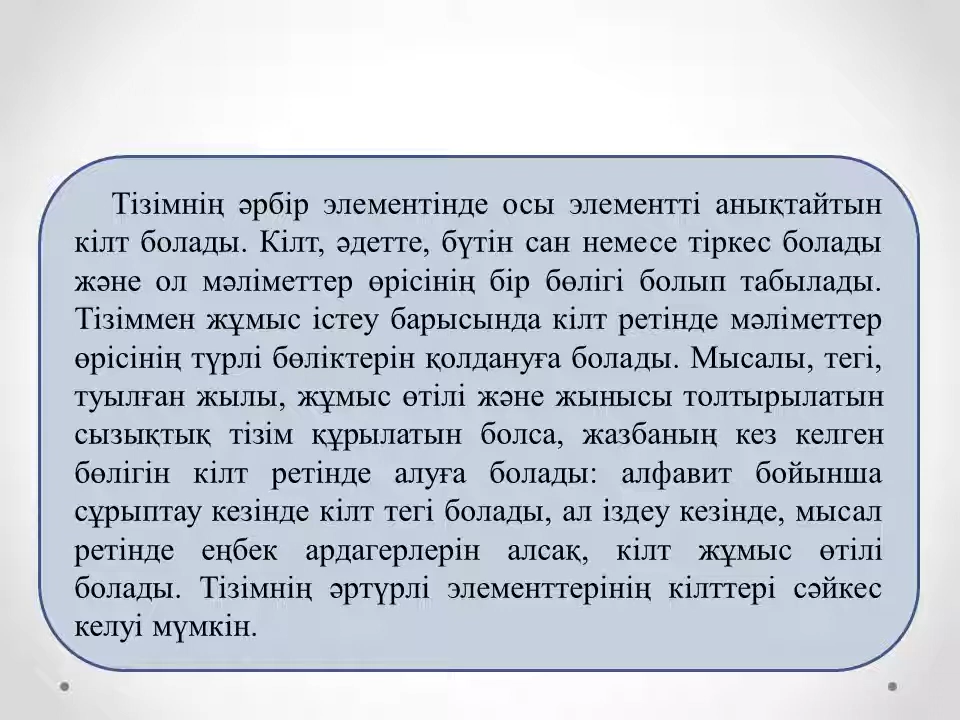 Тізімнің әрбір элементінде осы элементті анықтайтын
кілт болады. Кілт, әдетте, бүтін сан немесе тіркес болады
және ол мәліметтер өрісінің бір бөлігі болып табылады.
Тізіммен жұмыс істеу барысында кілт ретінде мәліметтер
өрісінің түрлі бөліктерін қолдануға болады. Мысалы, тегі,
туылған жылы, жұмыс өтілі және жынысы толтырылатын
сызықтық тізім құрылатын болса, жазбаның кез келген
бөлігін кілт ретінде алуға болады: алфавит бойынша
сұрыптау кезінде кілт тегі болады, ал іздеу кезінде, мысал
ретінде еңбек ардагерлерін алсақ, кілт жұмыс өтілі
болады. Тізімнің әртүрлі элементтерінің кілттері сәйкес
келуі мүмкін.